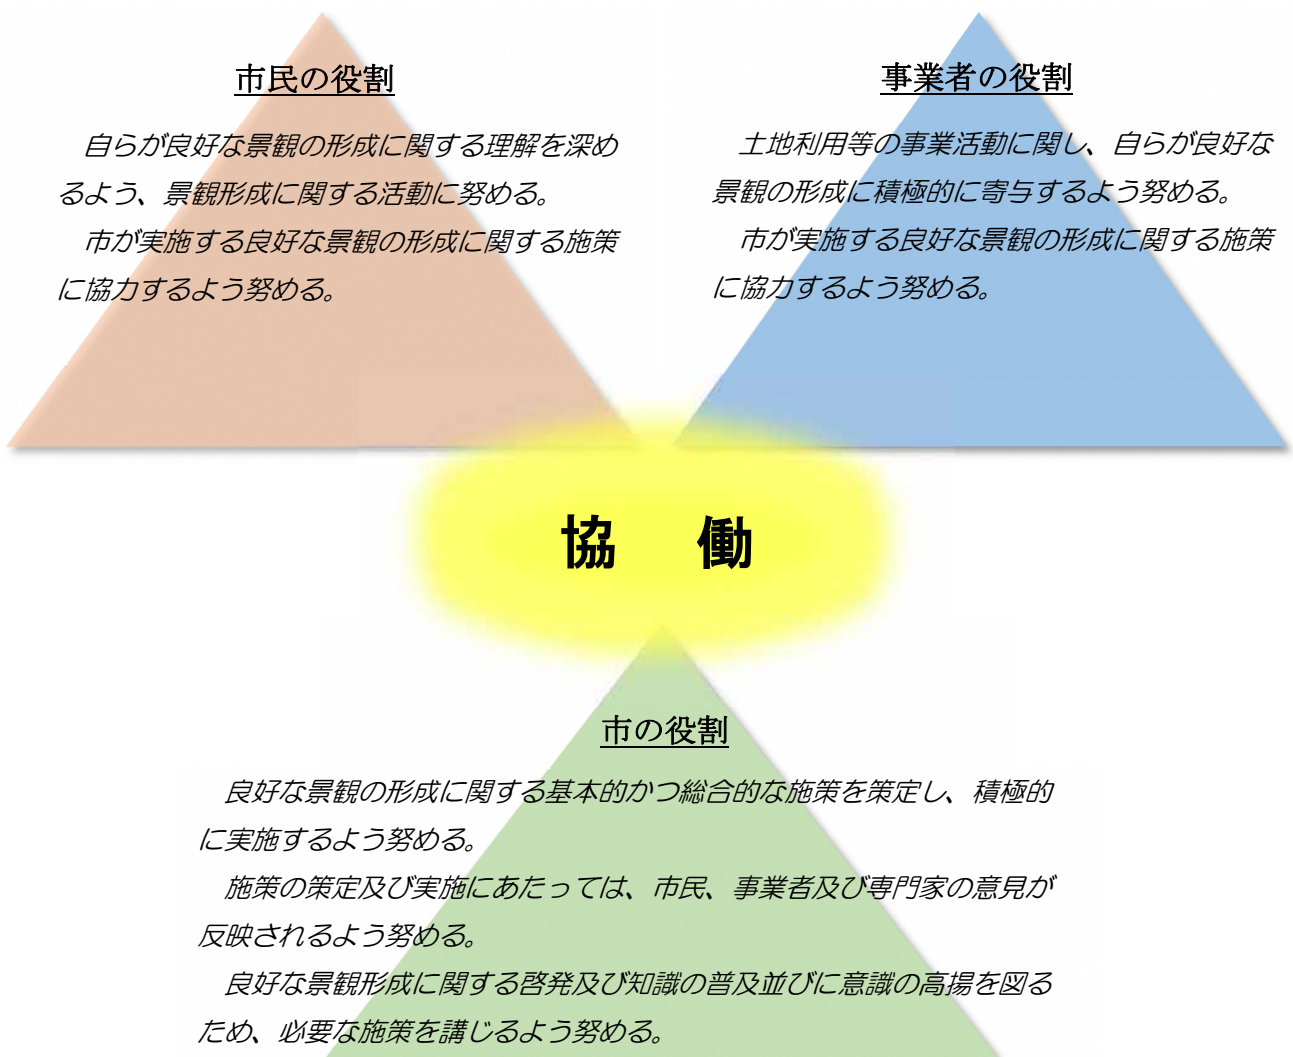 市民の役割
自らが良好な景観の形成に関する理解を深め
るよう、景観形成に関する活動に努める。
市が実施する良好な景観の形成に関する施策
に協力するよう努める。
事業者の役割
土地利用等の事業活動に関し、自らが良好な
景観の形成に積極的に寄与するよう努める。
市が実施する良好な景観の形成に関する施策
に協力するよう努める。
協　働
市の役割
良好な景観の形成に関する基本的かつ総合的な施策を策定し、積極的
に実施するよう努める。
施策の策定及び実施にあたっては、市民、事業者及び専門家の意見が
反映されるよう努める。
良好な景観形成に関する啓発及び知識の普及並びに意識の高揚を図る
ため、必要な施策を講じるよう努める。